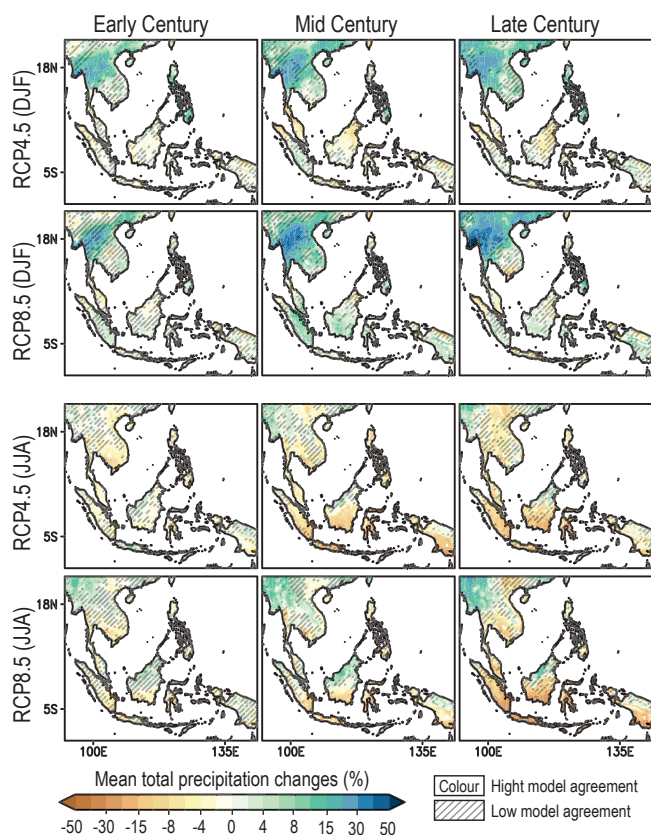 Early Century Mid Century Late Century
RCP4.5 (DJF)
18N
5S
RCP8.5 (DJF)
18N
5S
RCP4.5 (JJA)
18N
5S
RCP8.5 (JJA)
18N
5S
100E 135E 100E 135E 100E 135E
Mean total precipitation changes (%)
-50 -30 -15 -4 0 4 8 15 30 50
Colour Hight model agreement
Low model agreement